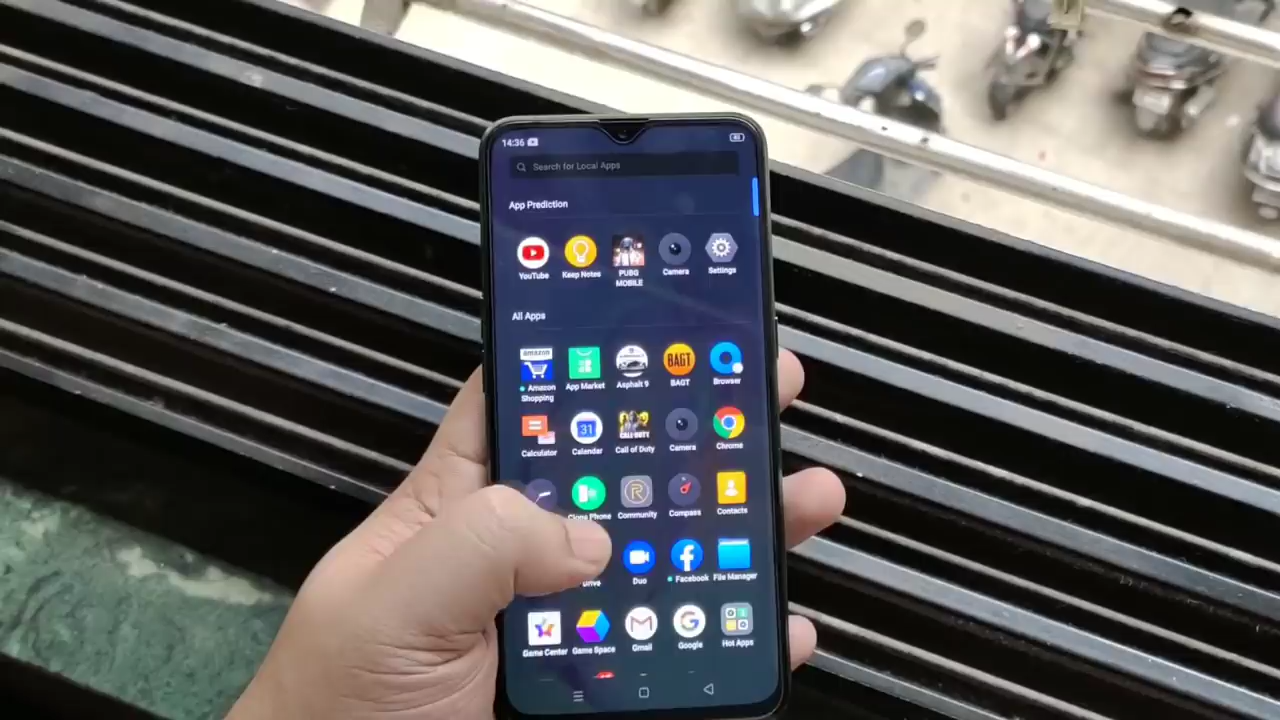 14:36
Search for Local Apps
App Prediction
YouTube
Keep Notes
PUBG
MOBILE
Camera
Settings
All Apps
amazon
Amazon
Shopping
App Market
Asphalt 9
BAGT
BAGT
Browser
Calculator
31
Calendar
CALL OF DUTY
Call of Duty
Camera
Chrome
Clone Phone
R
Community
Compass
Contacts
Drive
Duo
Facebook
File Manager
Game Center
Game Space
Gmail
Google
Hot Apps